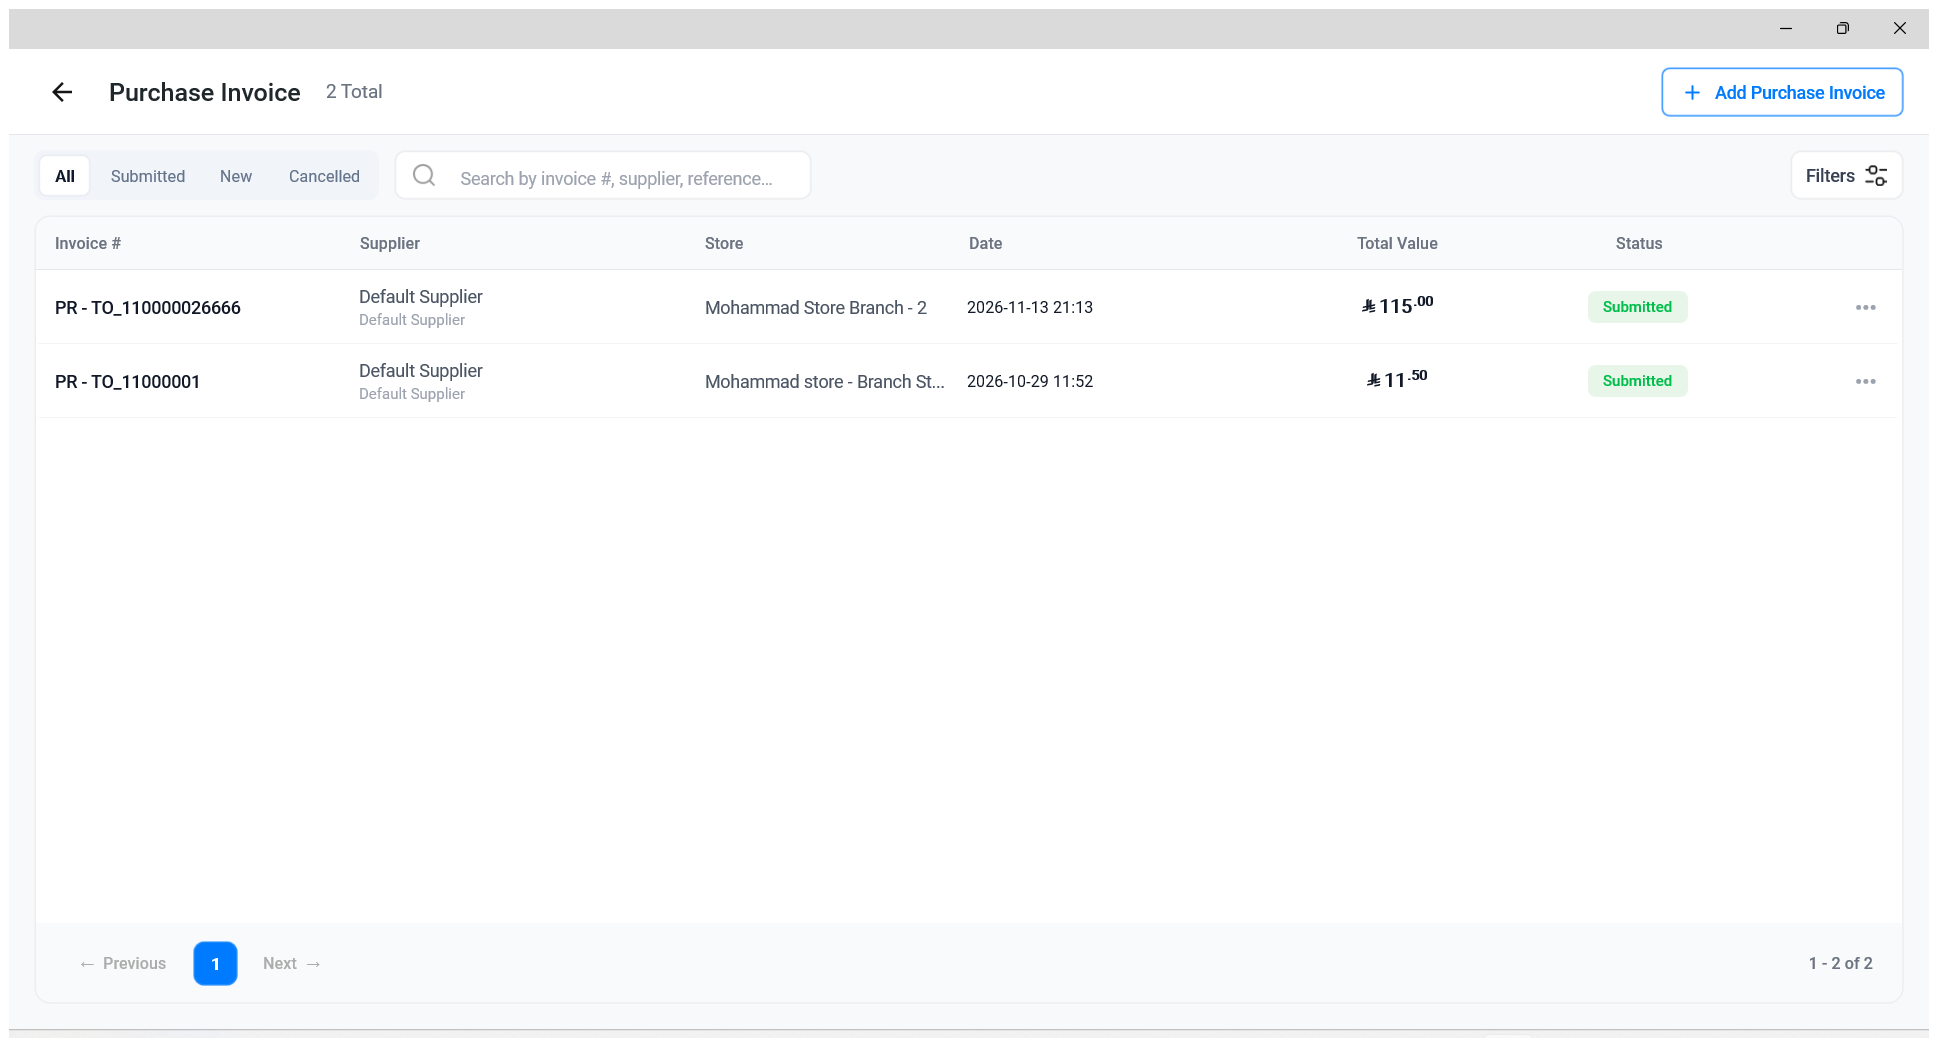 Purchase Invoice 2 Total
+ Add Purchase Invoice
All Submitted New Cancelled
Search by invoice #, supplier, reference...
Filters
Invoice # Supplier Store Date Total Value Status
PR - TO_110000026666 Default Supplier Mohammad Store Branch - 2 2026-11-13 21:13 ⃁ 115.00 Submitted
Default Supplier
PR - TO_11000001 Default Supplier Mohammad store - Branch St... 2026-10-29 11:52 ⃁ 11.50 Submitted
Default Supplier
← Previous 1 Next →
1 - 2 of 2